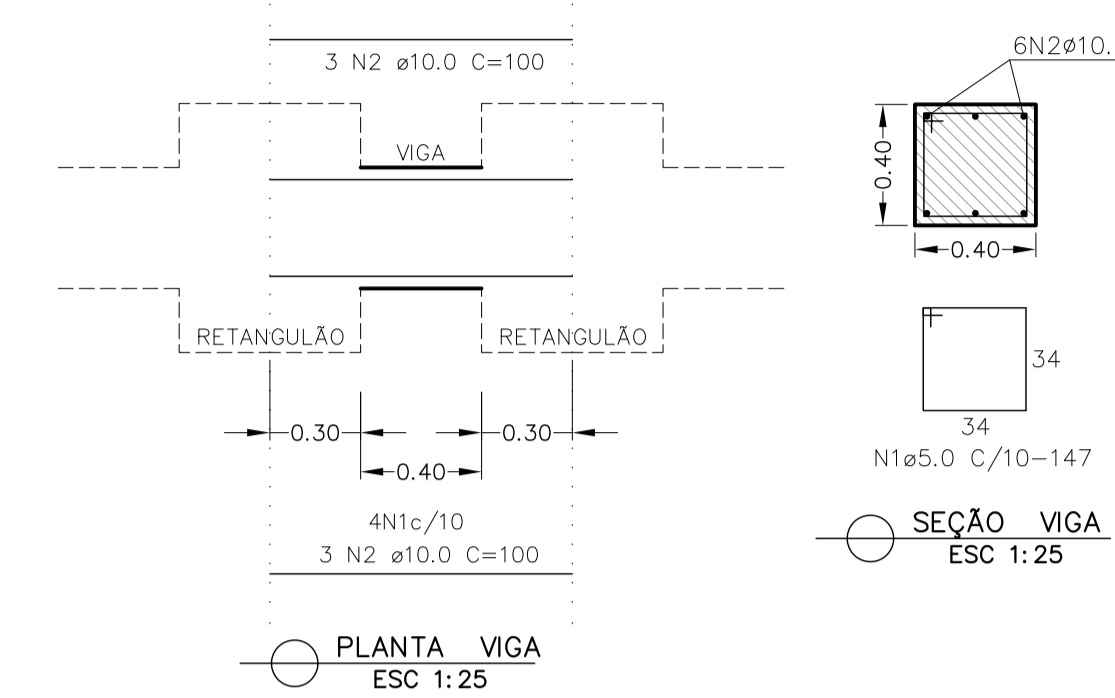 3 N2 ø10.0 C=100
VIGA
RETANGULÃO
RETANGULÃO
0.30
0.30
0.40
4N1c/10
3 N2 ø10.0 C=100
PLANTA VIGA
ESC 1:25
6N2ø10.
0.40
0.40
34
34
N1ø5.0 C/10-147
SEÇÃO VIGA
ESC 1:25